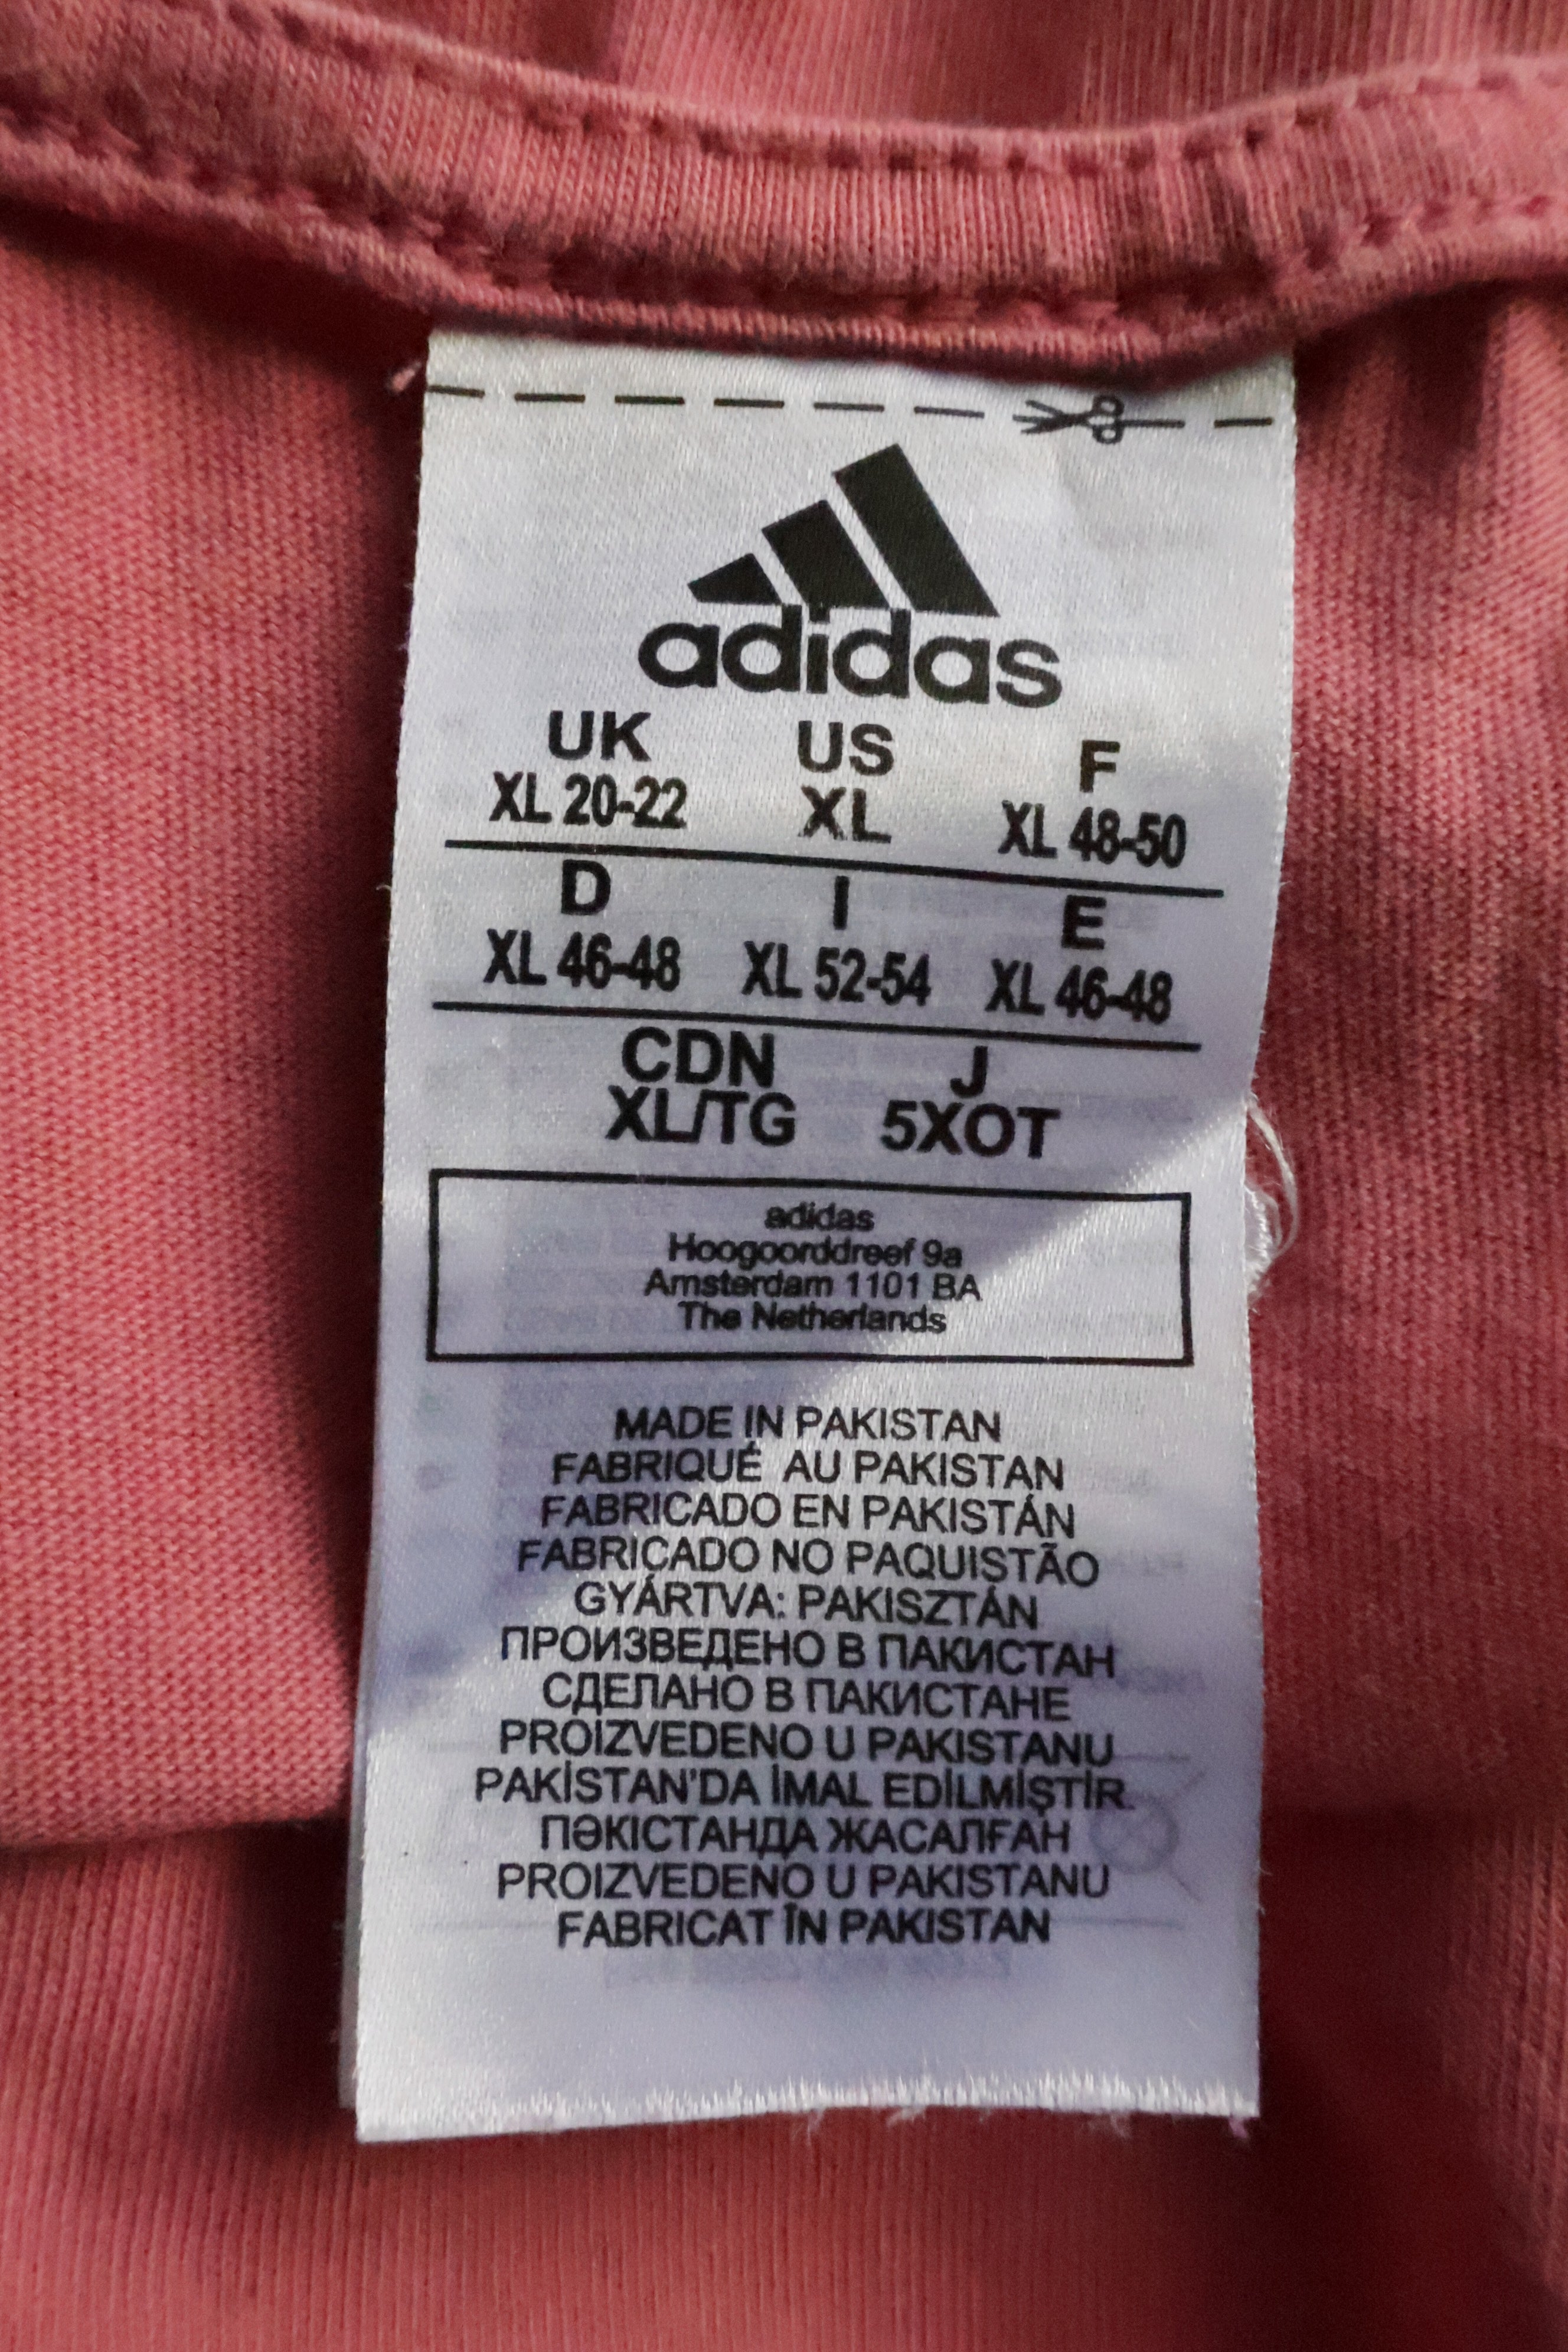 adidas
UK US F
XL 20-22 XL XL 48-50
D I E
XL 46-48 XL 52-54 XL 46-48
CDN J
XL/TG 5XOT
adidas
Hoogoorddreef 9a
Amsterdam 1101 BA
The Netherlands
MADE IN PAKISTAN
FABRIQUÉ AU PAKISTAN
FABRICADO EN PAKISTÁN
FABRICADO NO PAQUISTÃO
GYÁRTVA: PAKISZTÁN
ПРОИЗВЕДЕНО В ПАКИСТАН
СДЕЛАНО В ПАКИСТАНЕ
PROIZVEDENO U PAKISTANU
PAKİSTAN'DA İMAL EDİLMİŞTİR.
ПӘКІСТАНДА ЖАСАЛҒАН
PROIZVEDENO U PAKISTANU
FABRICAT ÎN PAKISTAN